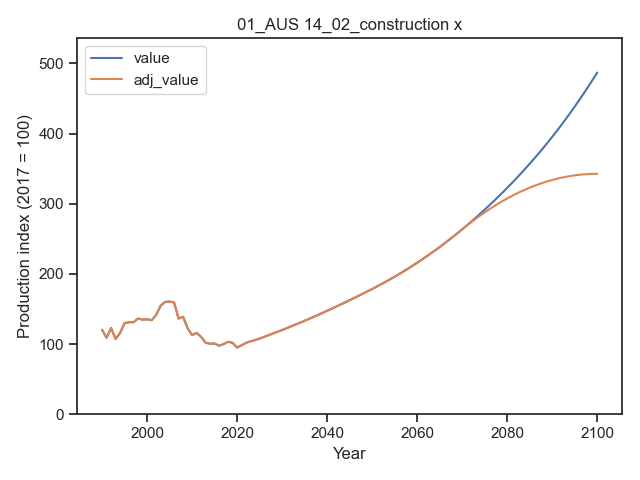 01_AUS 14_02_construction x
value
adj_value
Production index (2017 = 100)
500
400
300
200
100
0
2000 2020 2040 2060 2080 2100
Year